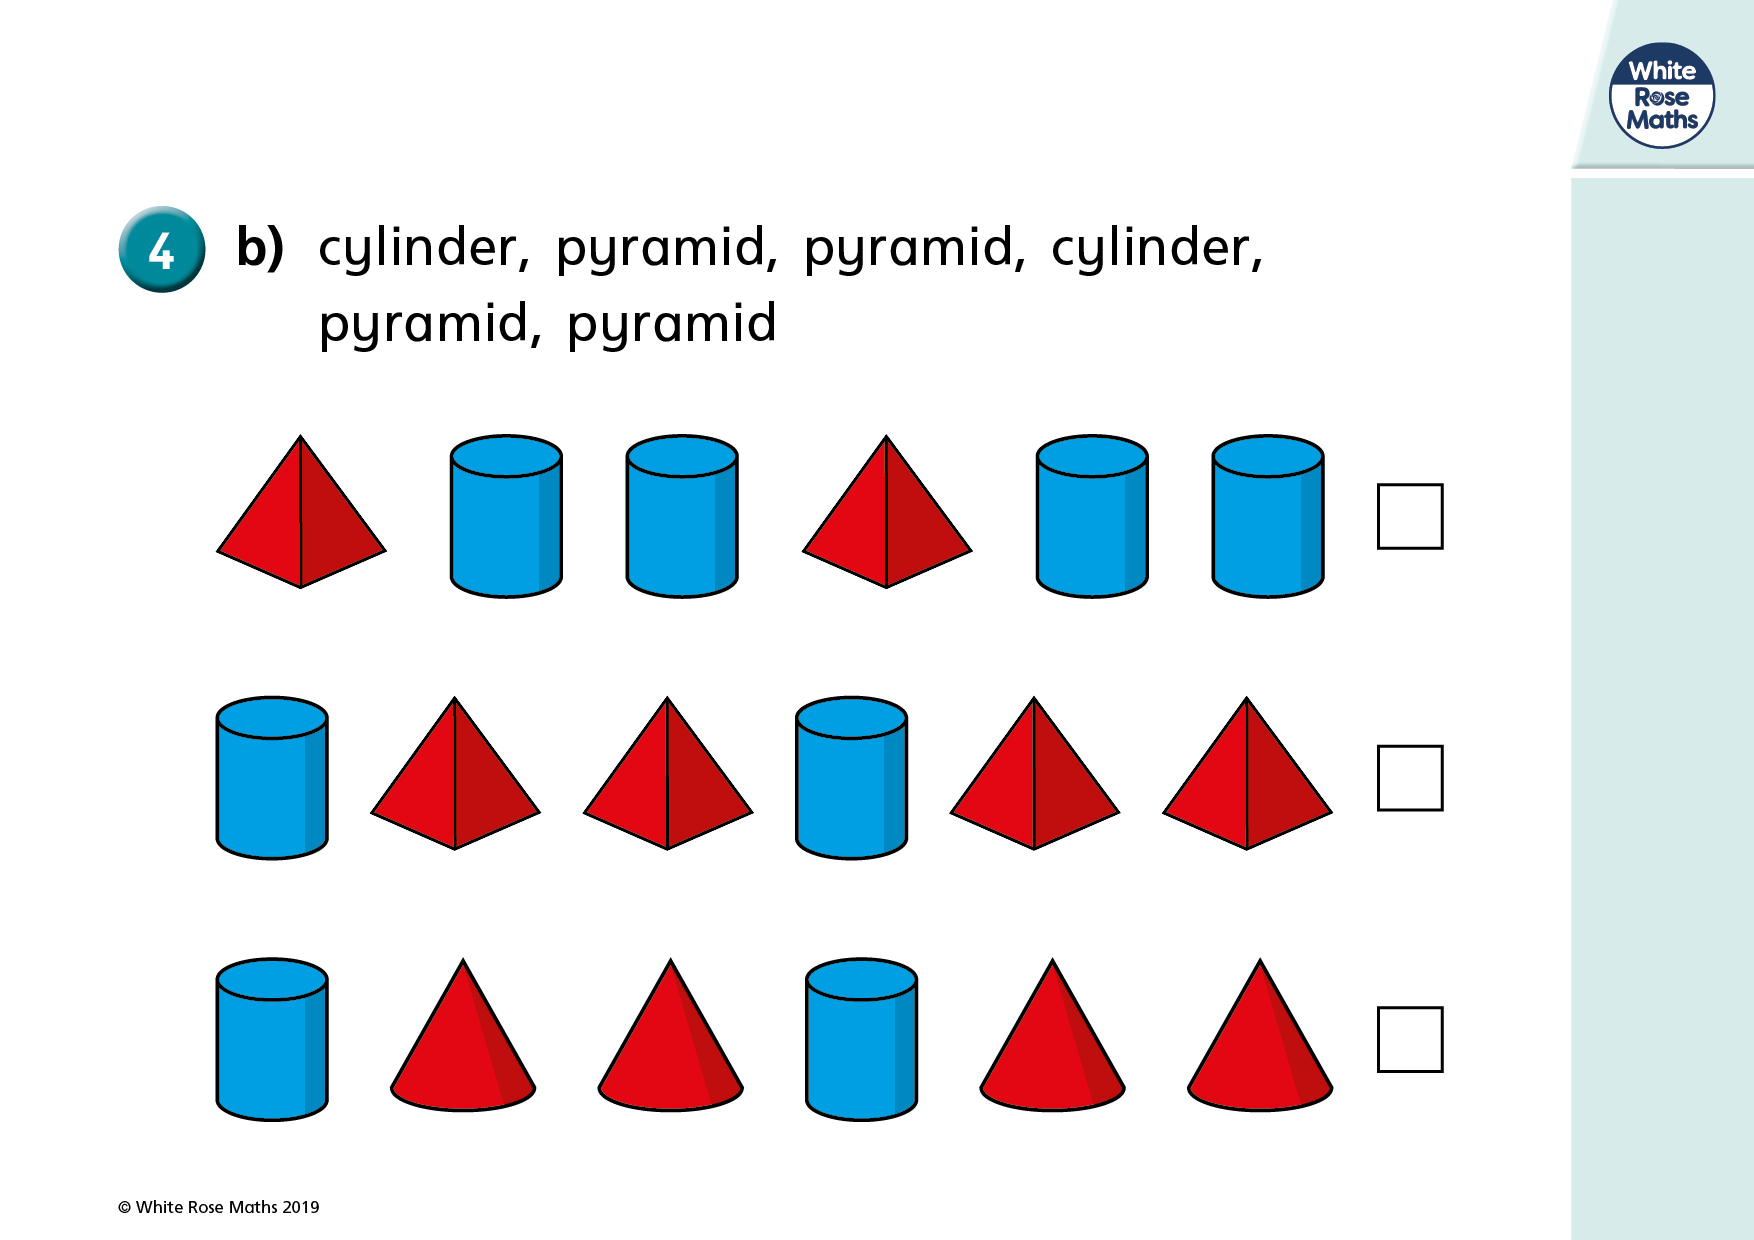 White
Rose
Maths
4 b) cylinder, pyramid, pyramid, cylinder,
pyramid, pyramid
© White Rose Maths 2019